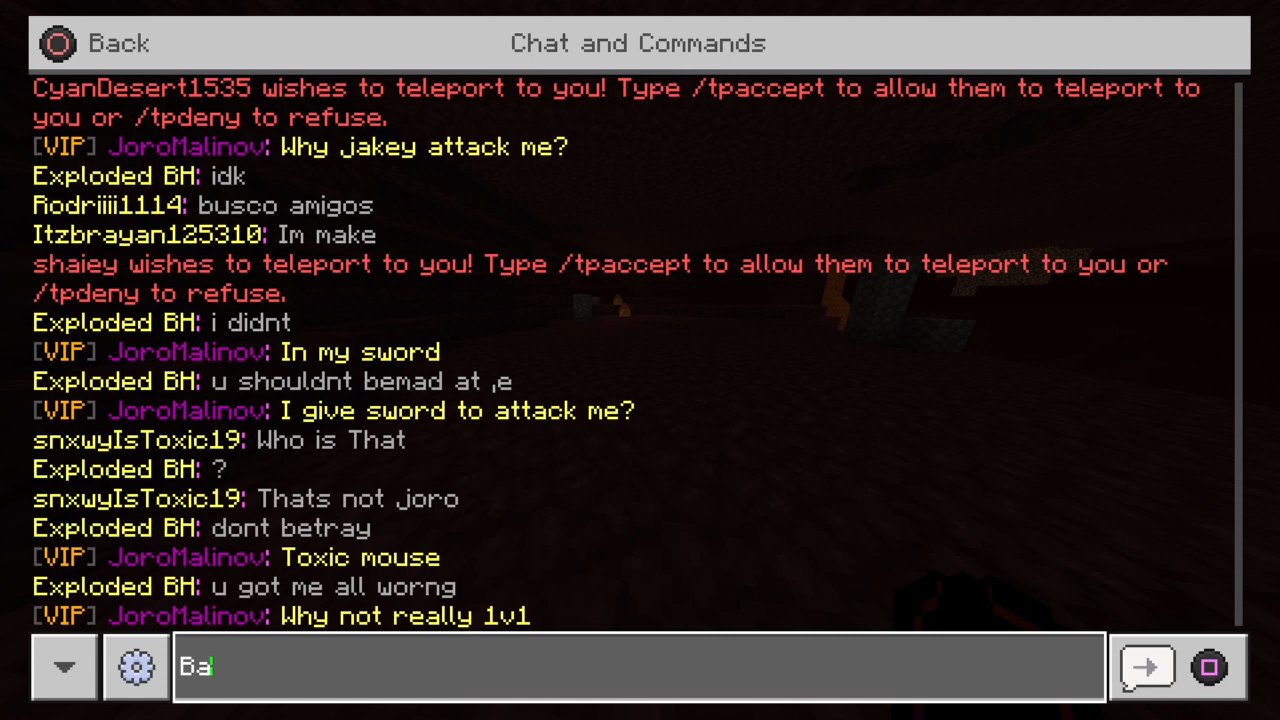 Back
Chat and Commands
CyanDesert1535 wishes to teleport to you! Type /tpaccept to allow them to teleport to
you or /tpdeny to refuse.
[VIP] JoroMalinov: Why jakey attack me?
Exploded BH: idk
Rodriiii1114: busco amigos
Itzbrayan125310: Im make
shaiey wishes to teleport to you! Type /tpaccept to allow them to teleport to you or
/tpdeny to refuse.
Exploded BH: i didnt
[VIP] JoroMalinov: In my sword
Exploded BH: u shouldnt bemad at ,e
[VIP] JoroMalinov: I give sword to attack me?
snxwyIsToxic19: Who is That
Exploded BH: ?
snxwyIsToxic19: Thats not joro
Exploded BH: dont betray
[VIP] JoroMalinov: Toxic mouse
Exploded BH: u got me all worng
[VIP] JoroMalinov: Why not really 1v1
Ba